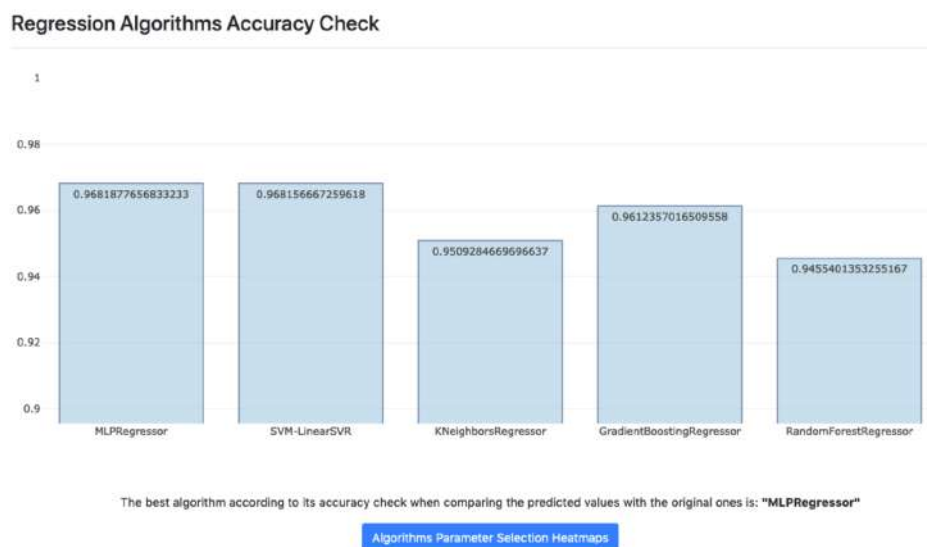 Regression Algorithms Accuracy Check
1
0.98
0.96
0.94
0.92
0.9
0.9681877656833233
0.968156667259618
0.9509284669696637
0.9612357016509558
0.9455401353255167
MLPRegressor
SVM-LinearSVR
KNeighborsRegressor
GradientBoostingRegressor
RandomForestRegressor
The best algorithm according to its accuracy check when comparing the predicted values with the original ones is: "MLPRegressor"
Algorithms Parameter Selection Heatmaps